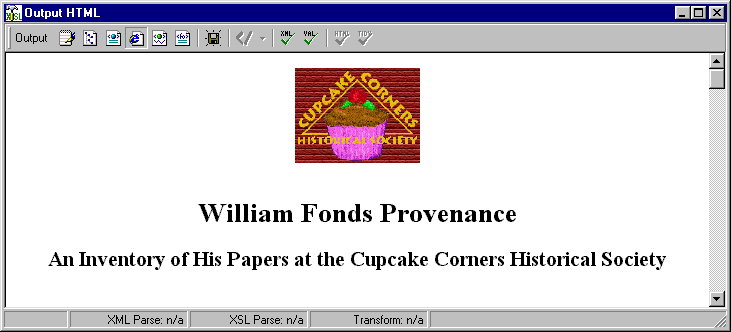 Output HTML
Output
XML
VAL
HTML
TIDY
CUPCAKE CORNERS
HISTORICAL SOCIETY
William Fonds Provenance
An Inventory of His Papers at the Cupcake Corners Historical Society
XML Parse: n/a
XSL Parse: n/a
Transform: n/a